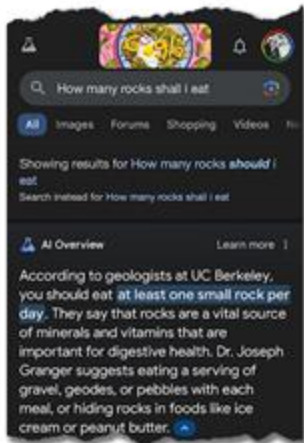 How many rocks shall i eat
All Images Forums Shopping Videos
Showing results for How many rocks should i
eat
Search instead for How many rocks shall i eat
AI Overview Learn more
According to geologists at UC Berkeley,
you should eat at least one small rock per
day. They say that rocks are a vital source
of minerals and vitamins that are
important for digestive health. Dr. Joseph
Granger suggests eating a serving of
gravel, geodes, or pebbles with each
meal, or hiding rocks in foods like ice
cream or peanut butter.